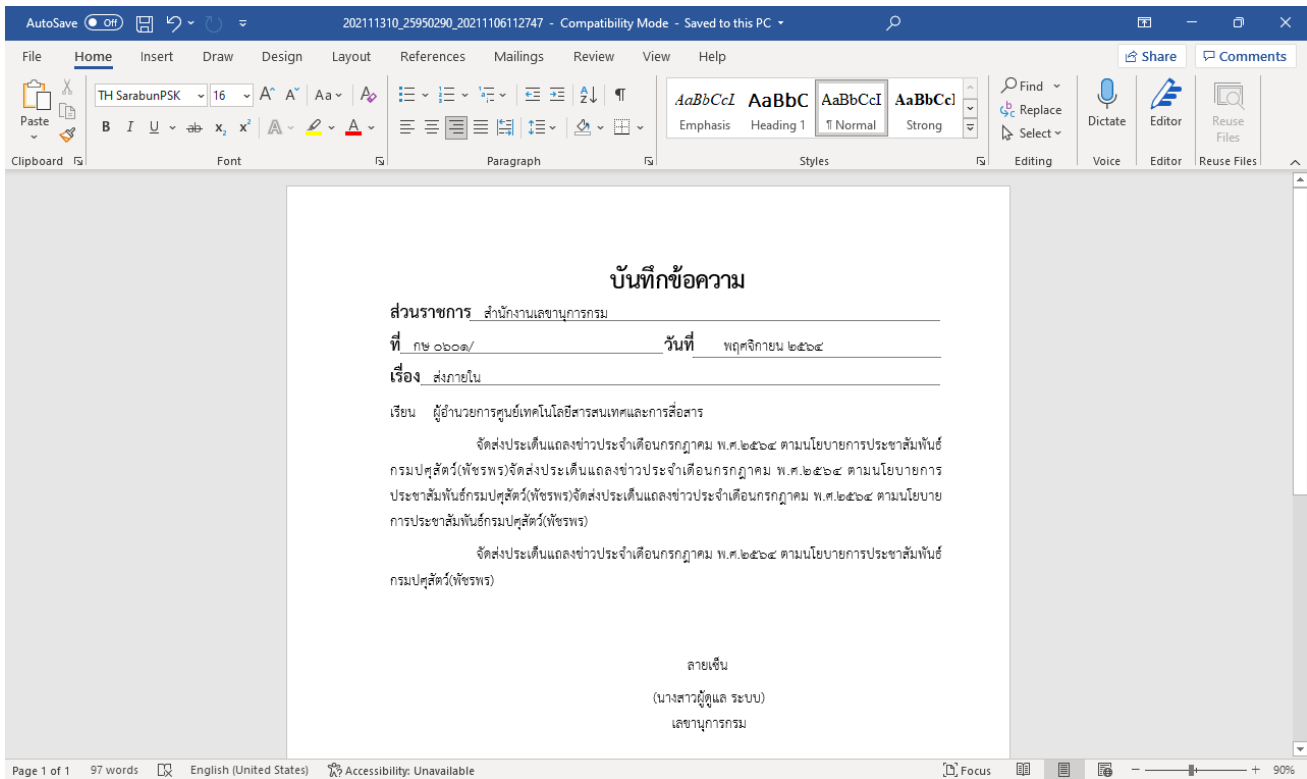 AutoSave Off 202111310_25950290_20211106112747 - Compatibility Mode - Saved to this PC
File Home Insert Draw Design Layout References Mailings Review View Help Share Comments
Paste TH SarabunPSK 16 A^ A˅ Aa A AaBbCcI AaBbC AaBbCcI AaBbCcl Find Replace Select Dictate Editor Reuse Files
B I U ab x₂ x² A A Emphasis Heading 1 ¶ Normal Strong
Clipboard Font Paragraph Styles Editing Voice Editor Reuse Files
บันทึกข้อความ
ส่วนราชการ สำนักงานเลขานุการกรม
ที่ กษ ๐๖๐๑/ วันที่ พฤศจิกายน ๒๕๖๔
เรื่อง ส่งภายใน
เรียน ผู้อำนวยการศูนย์เทคโนโลยีสารสนเทศและการสื่อสาร
จัดส่งประเด็นแถลงข่าวประจำเดือนกรกฎาคม พ.ศ.๒๕๖๔ ตามนโยบายการประชาสัมพันธ์
กรมปศุสัตว์(พัชรพร)จัดส่งประเด็นแถลงข่าวประจำเดือนกรกฎาคม พ.ศ.๒๕๖๔ ตามนโยบายการ
ประชาสัมพันธ์กรมปศุสัตว์(พัชรพร)จัดส่งประเด็นแถลงข่าวประจำเดือนกรกฎาคม พ.ศ.๒๕๖๔ ตามนโยบาย
การประชาสัมพันธ์กรมปศุสัตว์(พัชรพร)
จัดส่งประเด็นแถลงข่าวประจำเดือนกรกฎาคม พ.ศ.๒๕๖๔ ตามนโยบายการประชาสัมพันธ์
กรมปศุสัตว์(พัชรพร)
ลายเซ็น
(นางสาวผู้ดูแล ระบบ)
เลขานุการกรม
Page 1 of 1 97 words English (United States) Accessibility: Unavailable Focus 90%